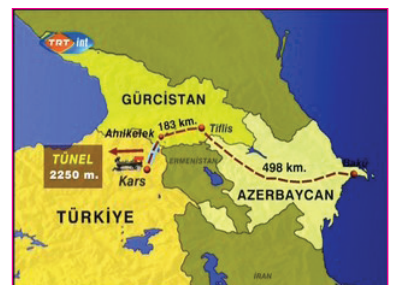 TRT int
GÜRCİSTAN
183 km.
Ahılkelek
Tiflis
TÜNEL
2250 m.
ERMENİSTAN
Kars
498 km.
Bakü
AZERBAYCAN
TÜRKİYE
İRAN